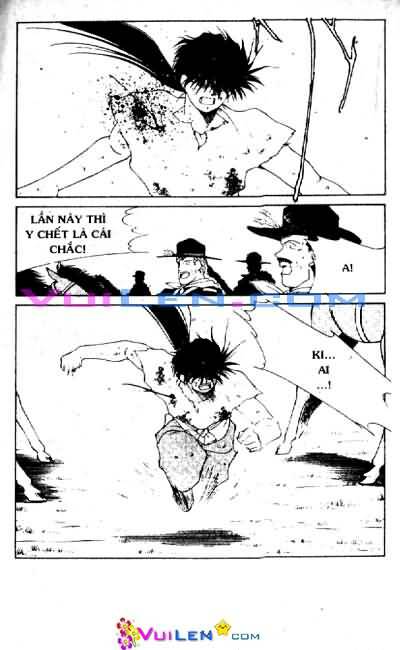 LẦN NÀY THÌ
Y CHẾT LÀ CÁI
CHẮC!
A!
VUILEN.COM
KI...
AI
...!
VUILEN.COM